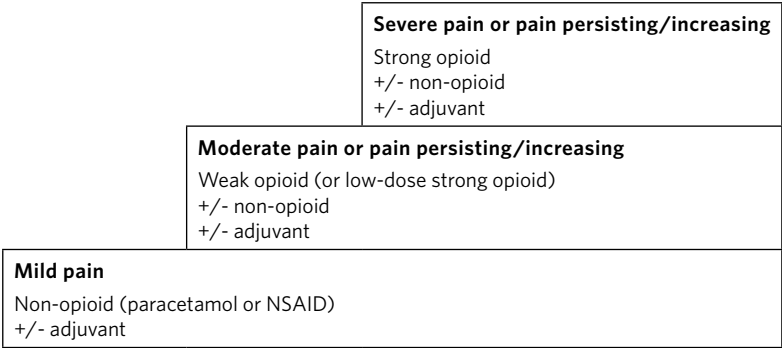 Severe pain or pain persisting/increasing
Strong opioid
+/- non-opioid
+/- adjuvant
Moderate pain or pain persisting/increasing
Weak opioid (or low-dose strong opioid)
+/- non-opioid
+/- adjuvant
Mild pain
Non-opioid (paracetamol or NSAID)
+/- adjuvant